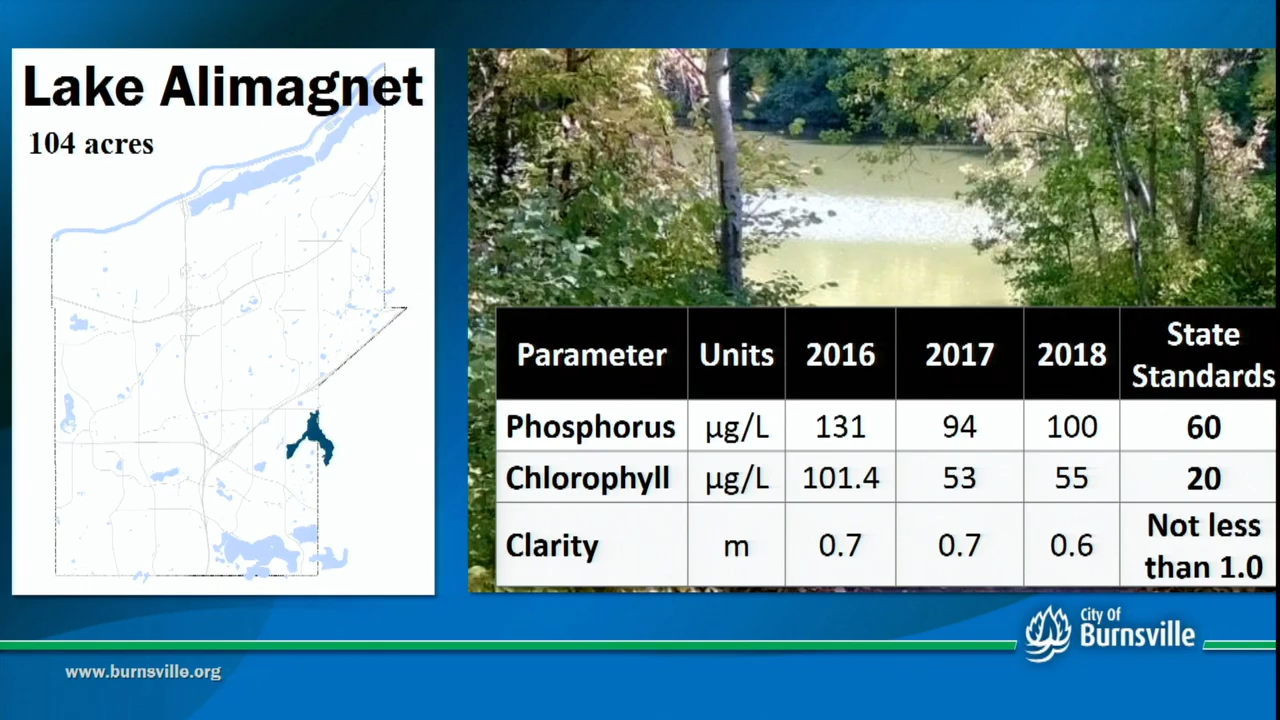 Lake Alimagnet
104 acres
Parameter Units 2016 2017 2018 State Standards
Phosphorus µg/L 131 94 100 60
Chlorophyll µg/L 101.4 53 55 20
Clarity m 0.7 0.7 0.6 Not less than 1.0
City Of
Burnsville
www.burnsville.org